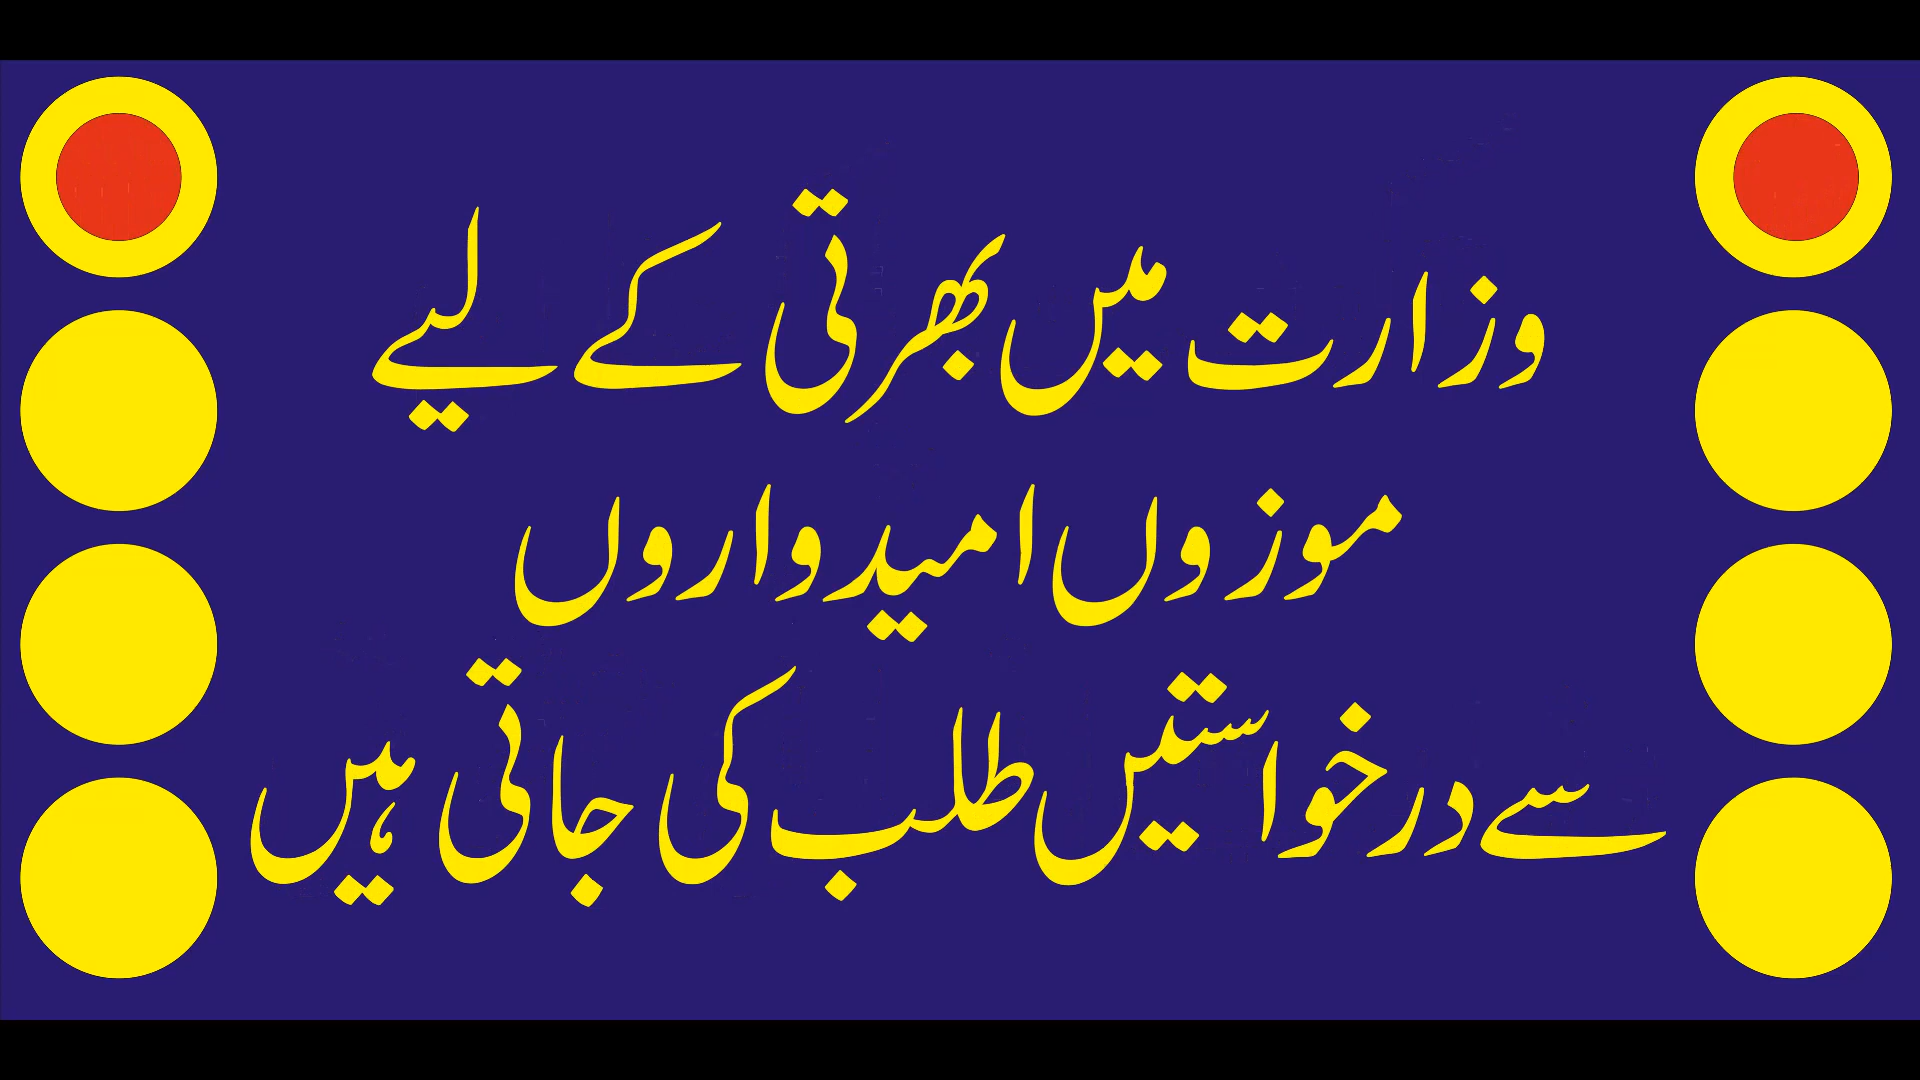 وزارت میں بھرتی کے لیے
موزوں امیدواروں
سے درخواستیں طلب کی جاتی ہیں